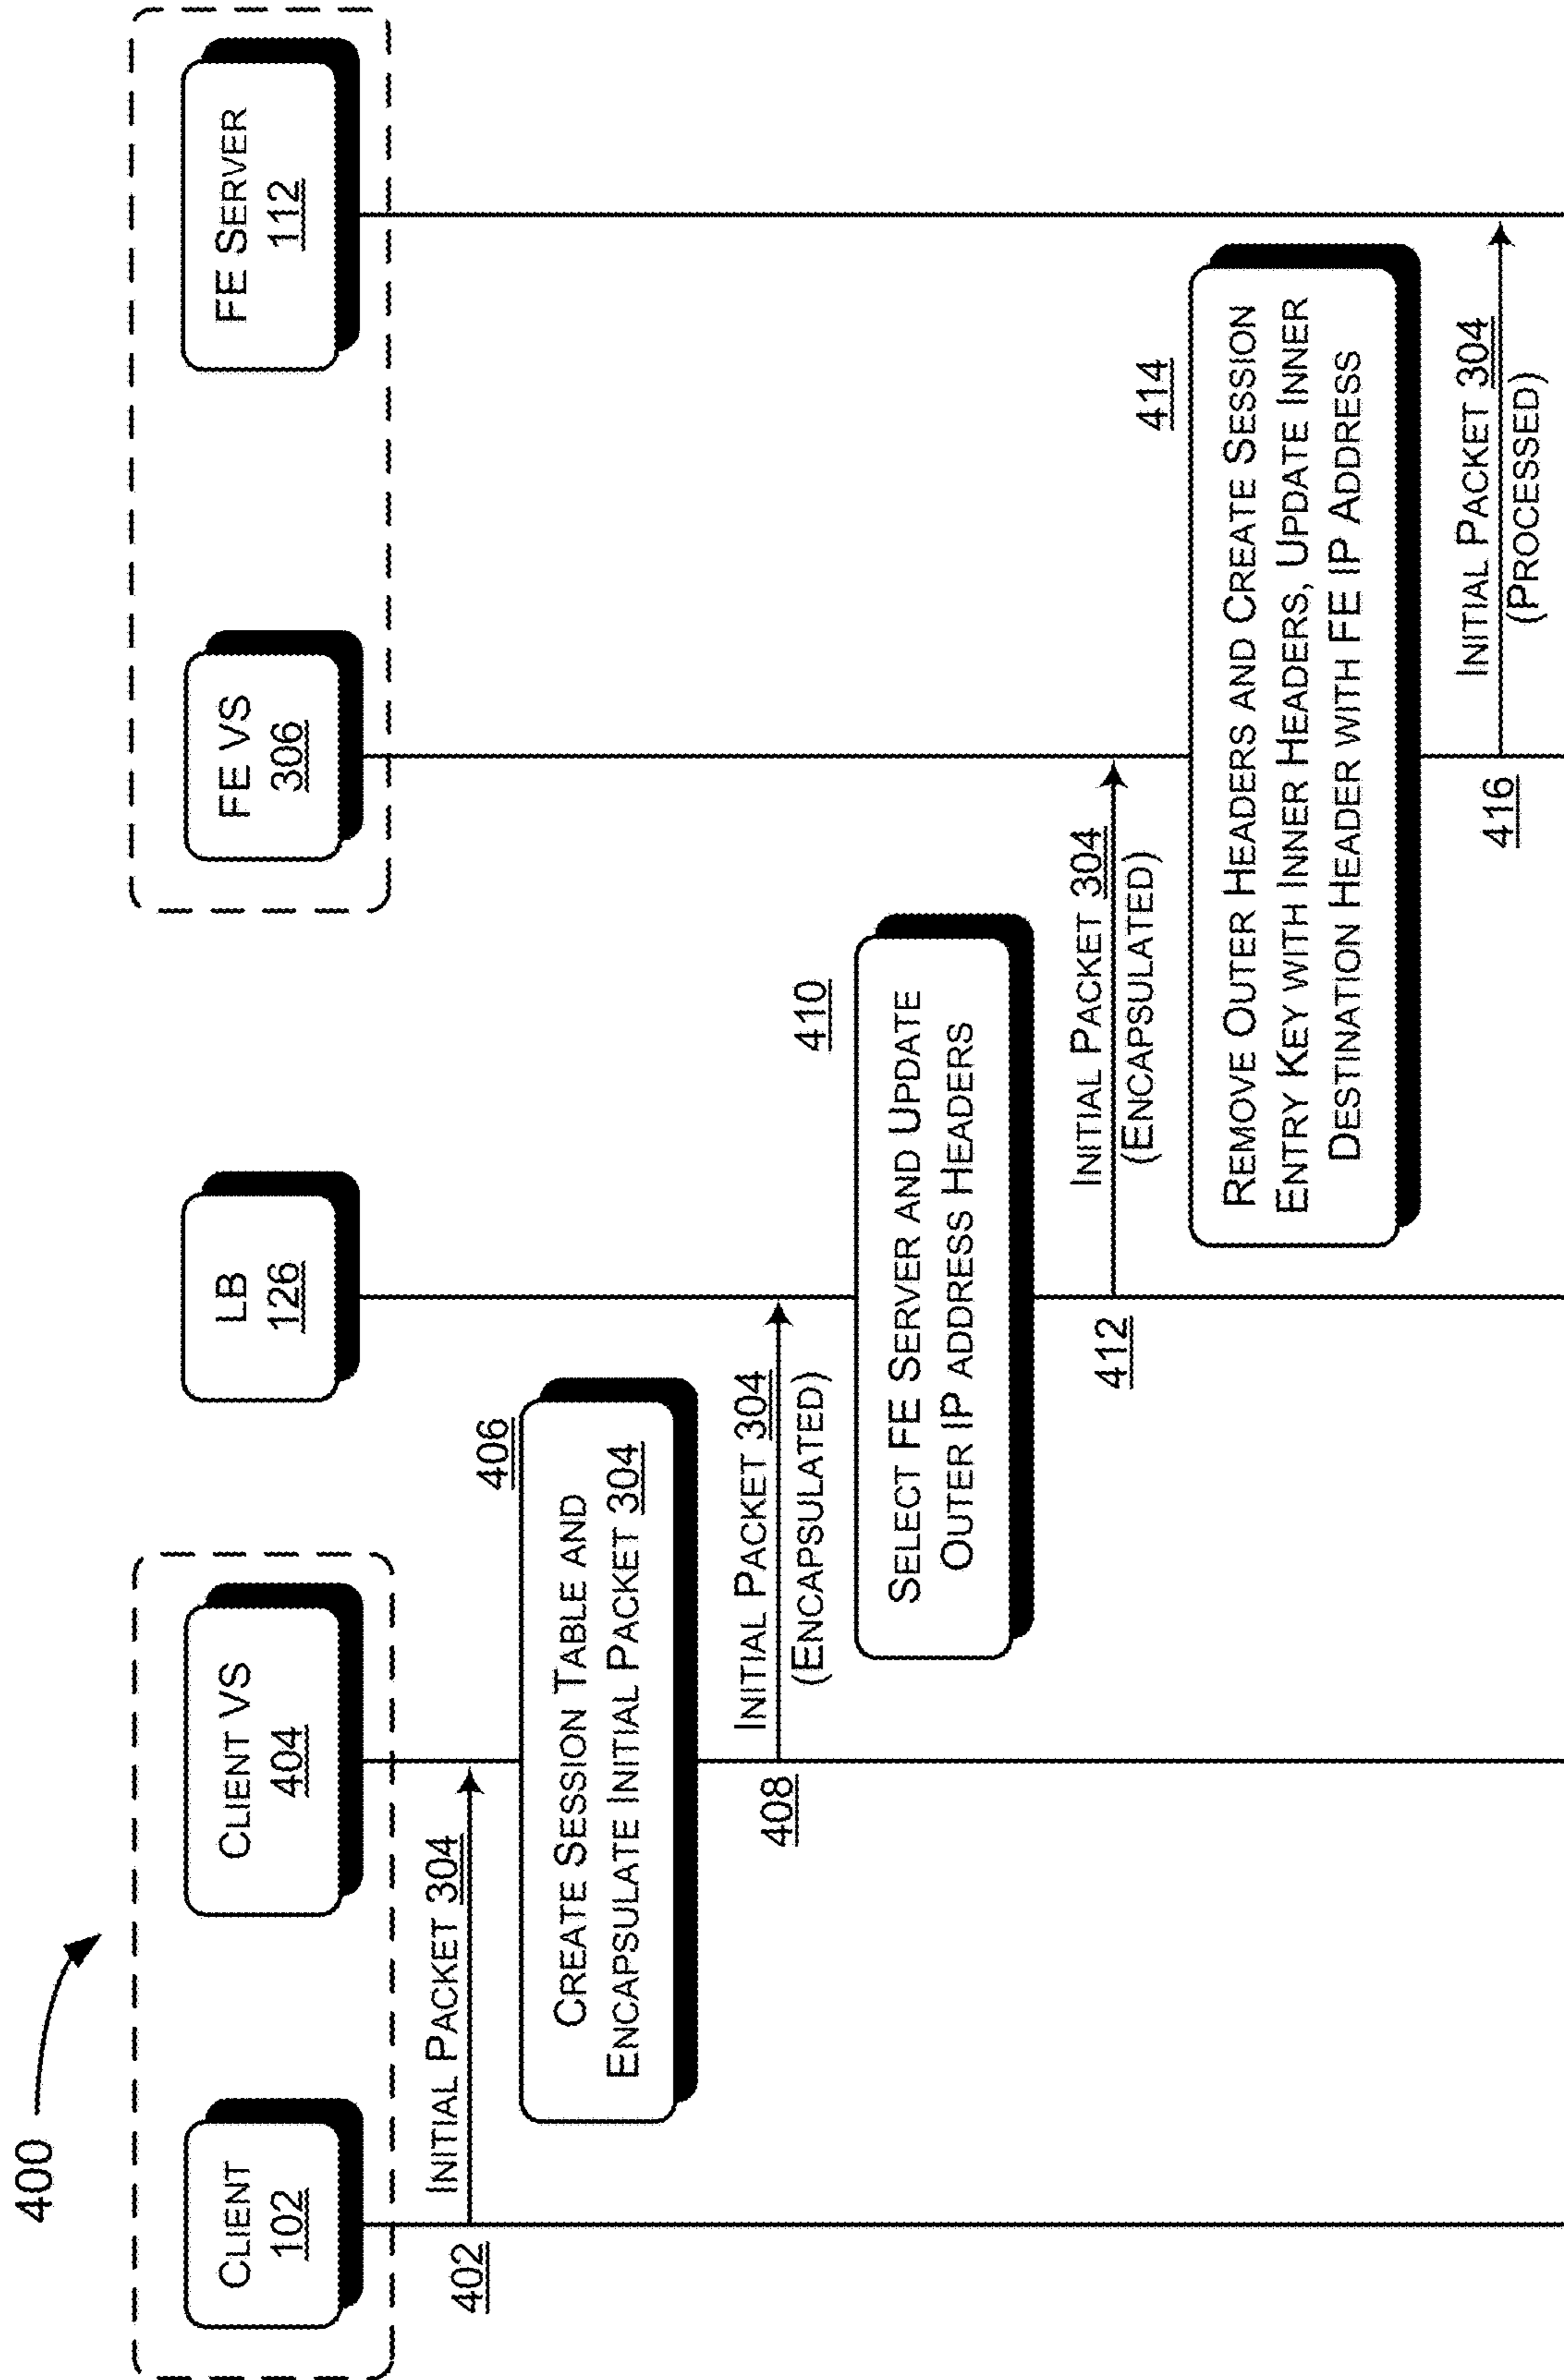 400
CLIENT
102
CLIENT VS
404
LB
126
FE VS
306
FE SERVER
112
INITIAL PACKET 304
402
406
CREATE SESSION TABLE AND
ENCAPSULATE INITIAL PACKET 304
INITIAL PACKET 304
(ENCAPSULATED)
408
410
SELECT FE SERVER AND UPDATE
OUTER IP ADDRESS HEADERS
INITIAL PACKET 304
(ENCAPSULATED)
412
414
REMOVE OUTER HEADERS AND CREATE SESSION
ENTRY KEY WITH INNER HEADERS, UPDATE INNER
DESTINATION HEADER WITH FE IP ADDRESS
INITIAL PACKET 304
(PROCESSED)
416